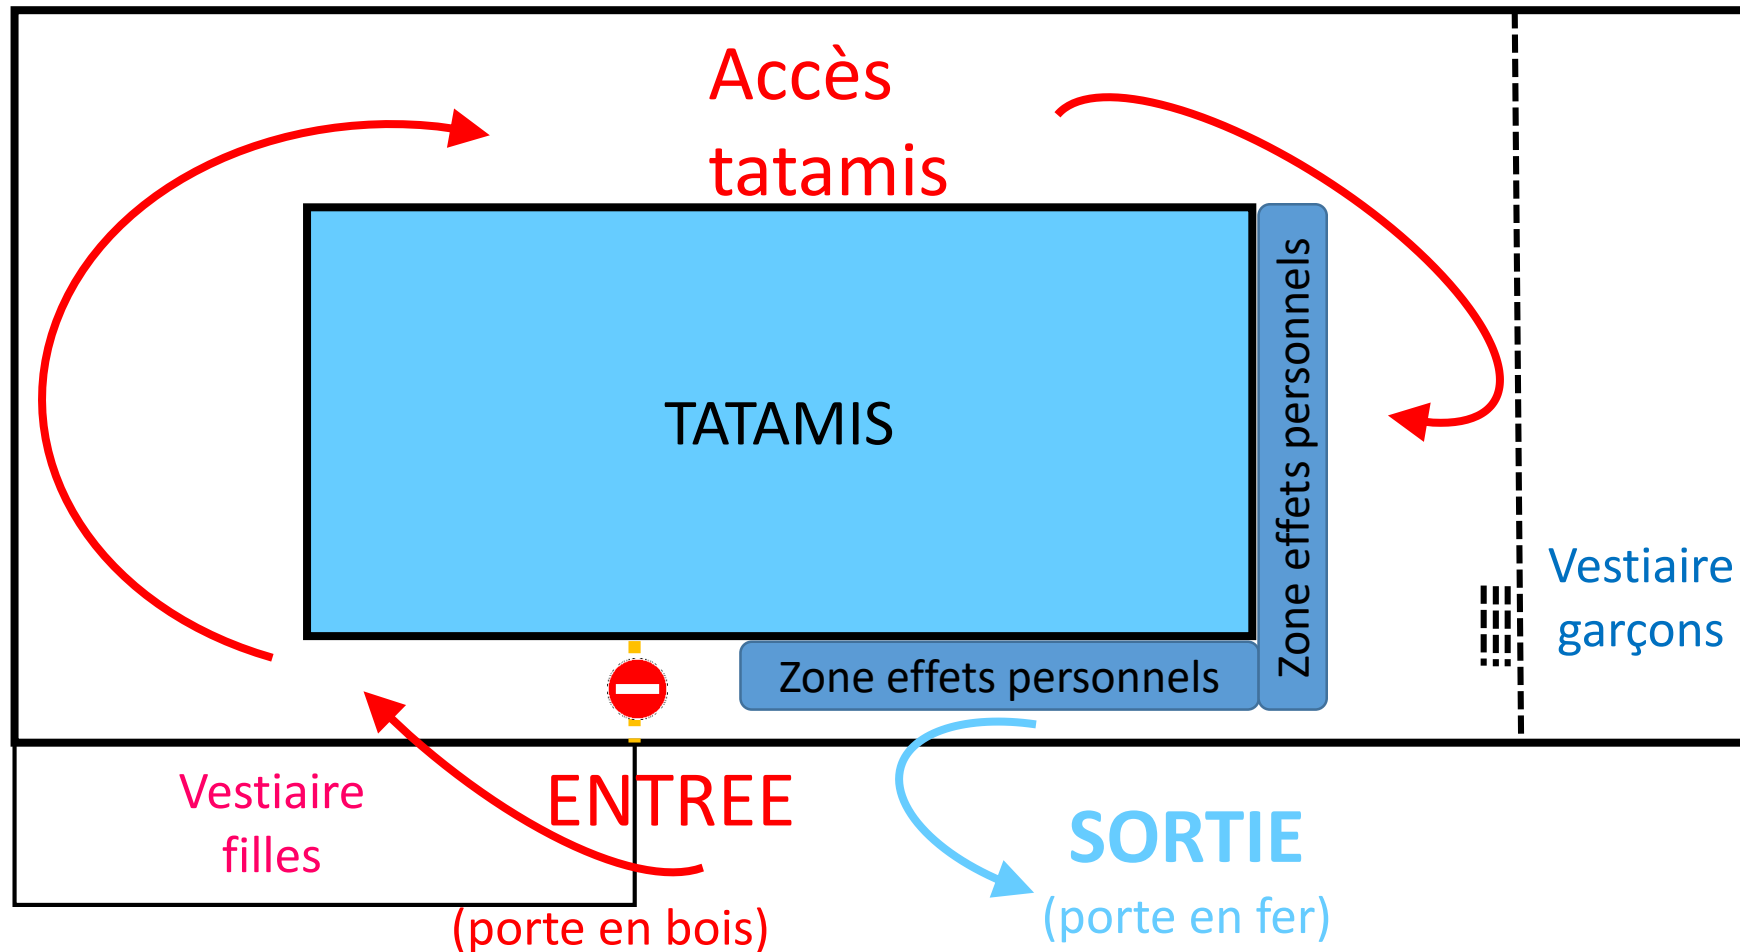 Accès
tatamis
TATAMIS
Zone effets personnels
Zone effets personnels
Vestiaire
garçons
Vestiaire
filles
ENTREE
(porte en bois)
SORTIE
(porte en fer)